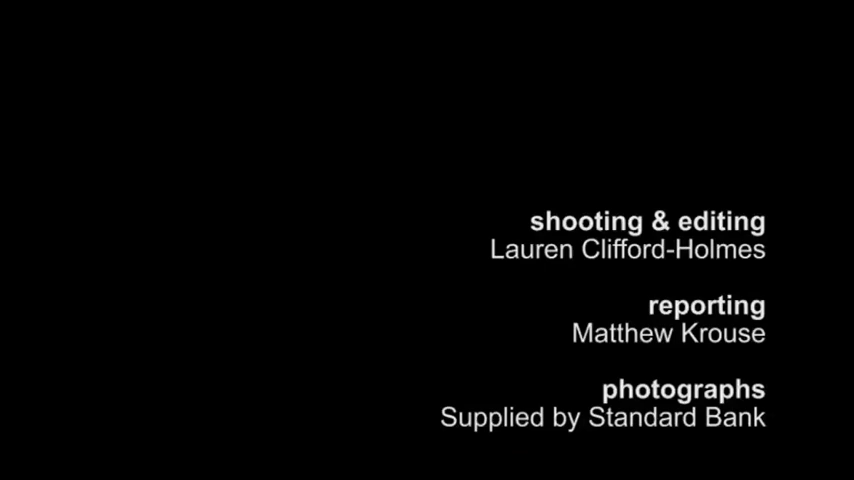 shooting & editing
Lauren Clifford-Holmes
reporting
Matthew Krouse
photographs
Supplied by Standard Bank